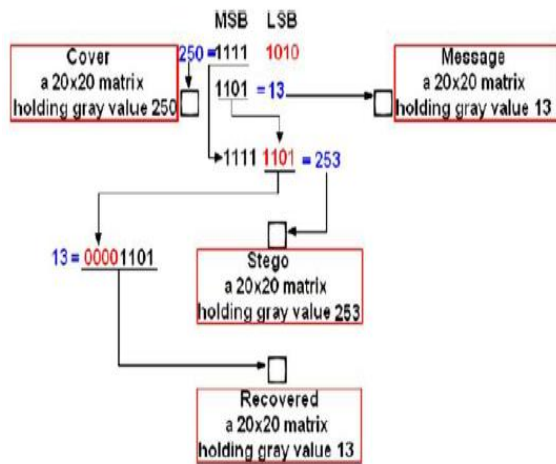 MSB LSB
Cover
a 20x20 matrix
holding gray value 250
250 = 1111 1010
1101 = 13
Message
a 20x20 matrix
holding gray value 13
1111 1101 = 253
13 = 00001101
Stego
a 20x20 matrix
holding gray value 253
Recovered
a 20x20 matrix
holding gray value 13